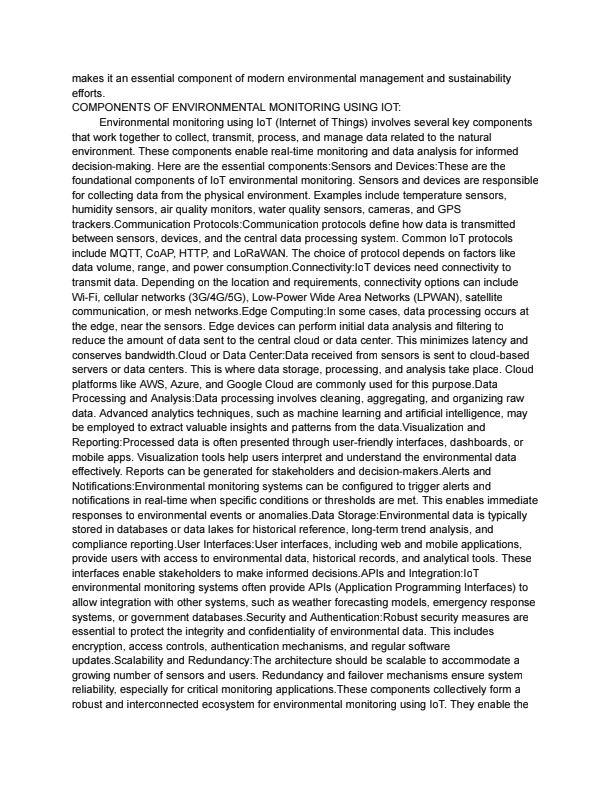 makes it an essential component of modern environmental management and sustainability
efforts.
COMPONENTS OF ENVIRONMENTAL MONITORING USING IOT:
Environmental monitoring using IoT (Internet of Things) involves several key components
that work together to collect, transmit, process, and manage data related to the natural
environment. These components enable real-time monitoring and data analysis for informed
decision-making. Here are the essential components:Sensors and Devices:These are the
foundational components of IoT environmental monitoring. Sensors and devices are responsible
for collecting data from the physical environment. Examples include temperature sensors,
humidity sensors, air quality monitors, water quality sensors, cameras, and GPS
trackers.Communication Protocols:Communication protocols define how data is transmitted
between sensors, devices, and the central data processing system. Common IoT protocols
include MQTT, CoAP, HTTP, and LoRaWAN. The choice of protocol depends on factors like
data volume, range, and power consumption.Connectivity:IoT devices need connectivity to
transmit data. Depending on the location and requirements, connectivity options can include
Wi-Fi, cellular networks (3G/4G/5G), Low-Power Wide Area Networks (LPWAN), satellite
communication, or mesh networks.Edge Computing:In some cases, data processing occurs at
the edge, near the sensors. Edge devices can perform initial data analysis and filtering to
reduce the amount of data sent to the central cloud or data center. This minimizes latency and
conserves bandwidth.Cloud or Data Center:Data received from sensors is sent to cloud-based
servers or data centers. This is where data storage, processing, and analysis take place. Cloud
platforms like AWS, Azure, and Google Cloud are commonly used for this purpose.Data
Processing and Analysis:Data processing involves cleaning, aggregating, and organizing raw
data. Advanced analytics techniques, such as machine learning and artificial intelligence, may
be employed to extract valuable insights and patterns from the data.Visualization and
Reporting:Processed data is often presented through user-friendly interfaces, dashboards, or
mobile apps. Visualization tools help users interpret and understand the environmental data
effectively. Reports can be generated for stakeholders and decision-makers.Alerts and
Notifications:Environmental monitoring systems can be configured to trigger alerts and
notifications in real-time when specific conditions or thresholds are met. This enables immediate
responses to environmental events or anomalies.Data Storage:Environmental data is typically
stored in databases or data lakes for historical reference, long-term trend analysis, and
compliance reporting.User Interfaces:User interfaces, including web and mobile applications,
provide users with access to environmental data, historical records, and analytical tools. These
interfaces enable stakeholders to make informed decisions.APIs and Integration:IoT
environmental monitoring systems often provide APIs (Application Programming Interfaces) to
allow integration with other systems, such as weather forecasting models, emergency response
systems, or government databases.Security and Authentication:Robust security measures are
essential to protect the integrity and confidentiality of environmental data. This includes
encryption, access controls, authentication mechanisms, and regular software
updates.Scalability and Redundancy:The architecture should be scalable to accommodate a
growing number of sensors and users. Redundancy and failover mechanisms ensure system
reliability, especially for critical monitoring applications.These components collectively form a
robust and interconnected ecosystem for environmental monitoring using IoT. They enable the